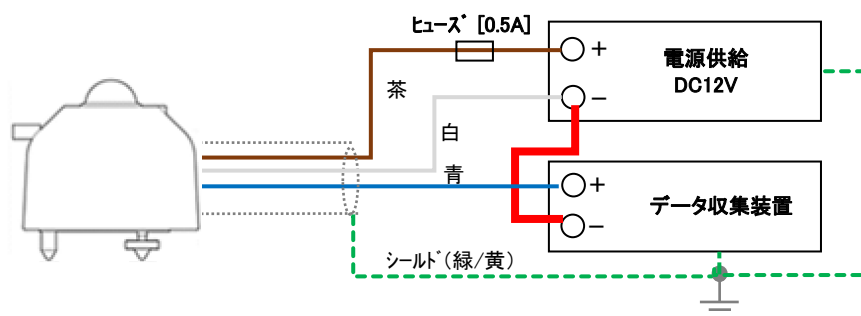 ﾋｭｰｽﾞ [0.5A]
+
電源供給
DC12V
−
茶
白
青
+
データ収集装置
−
ｼｰﾙﾄﾞ(緑/黄)